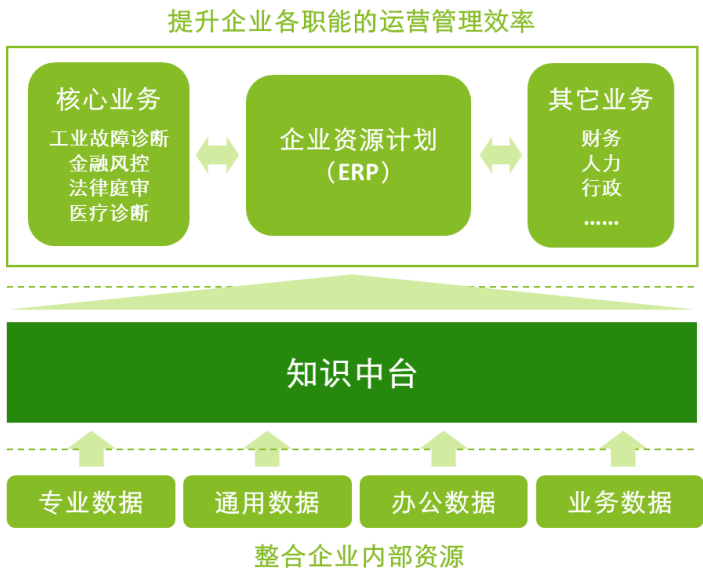 提升企业各职能的运营管理效率
核心业务
工业故障诊断
金融风控
法律庭审
医疗诊断
企业资源计划
（ERP）
其它业务
财务
人力
行政
……
知识中台
专业数据
通用数据
办公数据
业务数据
整合企业内部资源